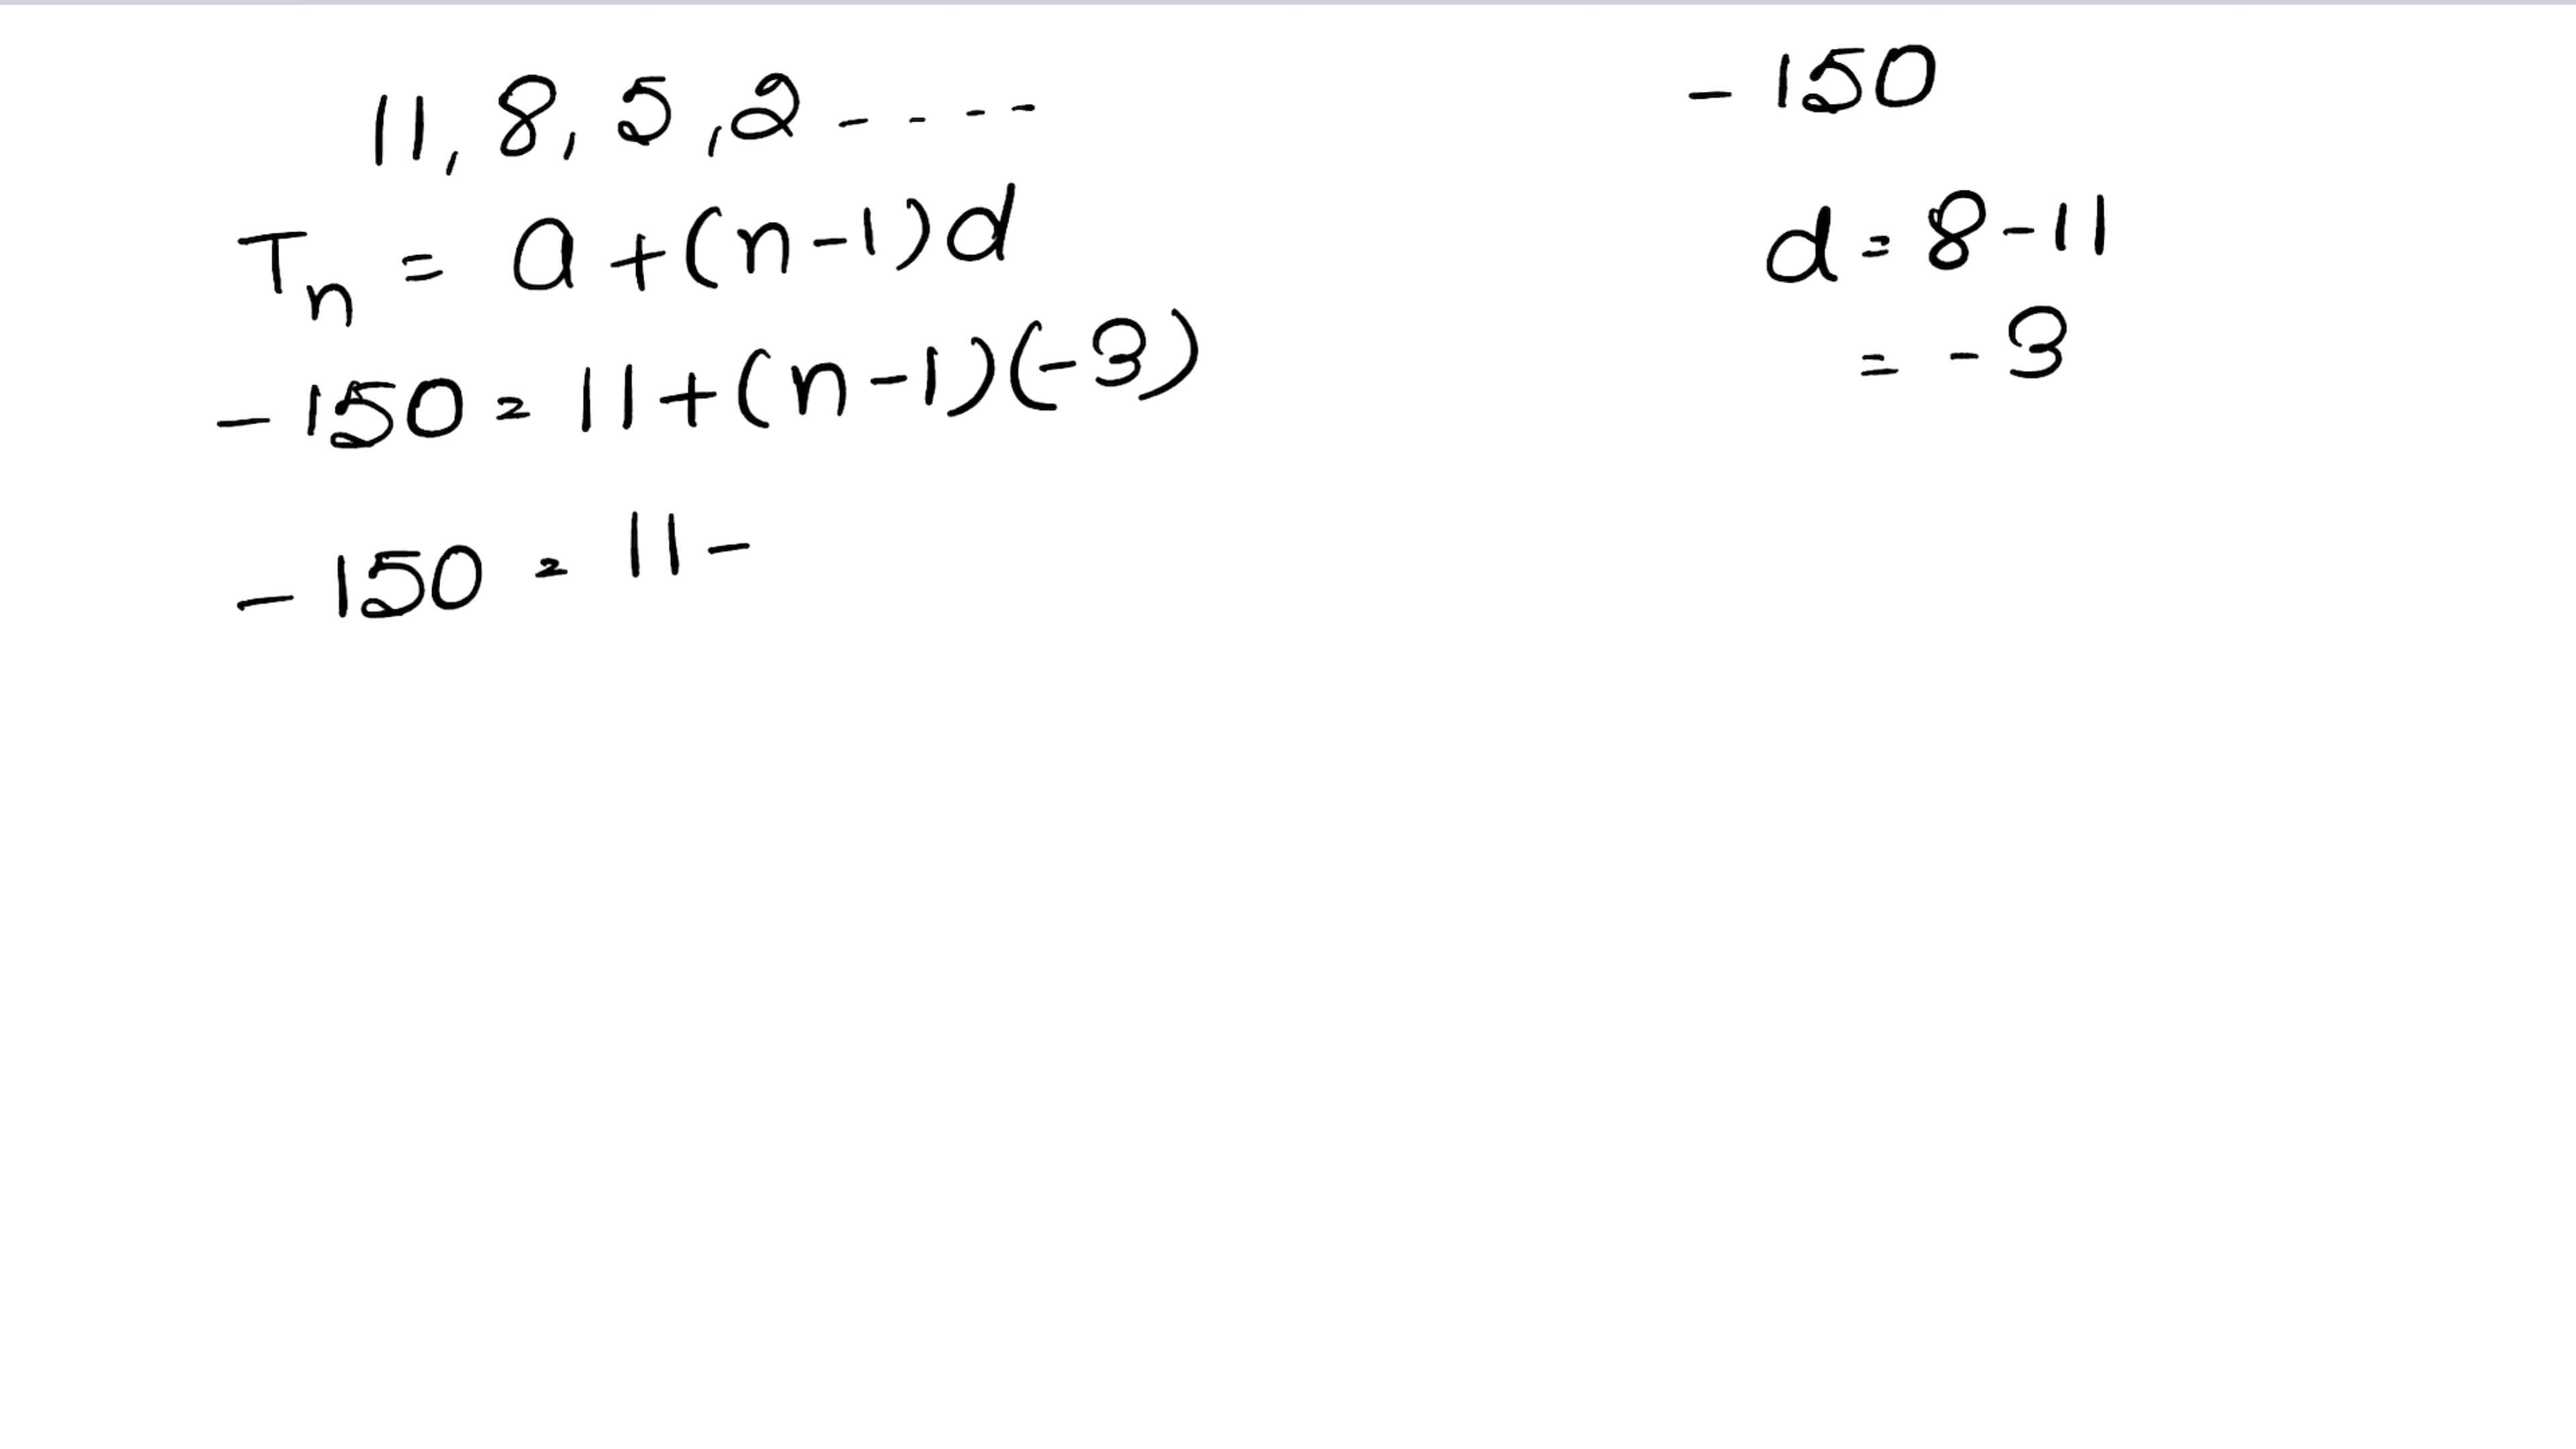 11, 8, 5, 2 - - - -
Tn = a + (n-1)d
-150 = 11 + (n-1)(-3)
-150 = 11 -
-150
d = 8 - 11
= -3